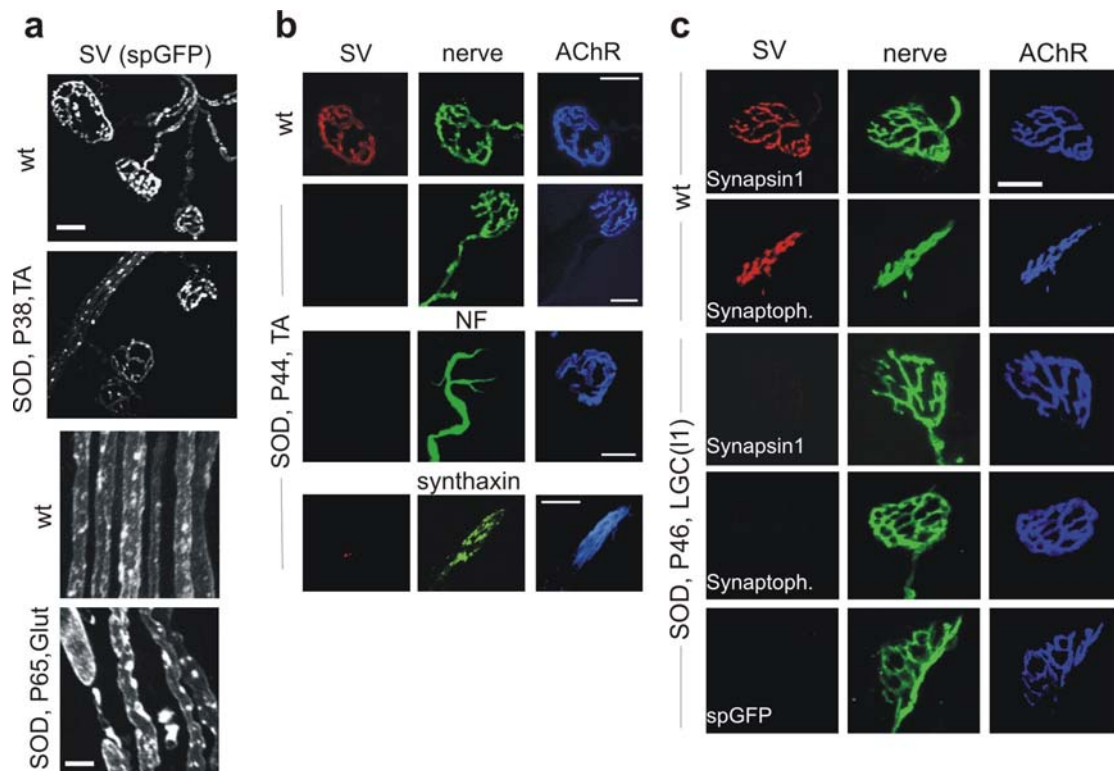 a
SV (spGFP)
wt
SOD, P38,TA
wt
SOD, P65,Glut
b
SV nerve AChR
wt
SOD, P44, TA
NF
synthaxin
c
SV nerve AChR
wt
Synapsin1
Synaptoph.
SOD, P46, LGC(l1)
Synapsin1
Synaptoph.
spGFP